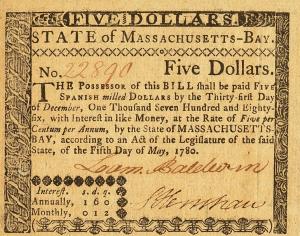 FIVE DOLLARS.
STATE of MASSACHUSETTS-BAY.
No. 22890 Five Dollars.
THE POSSESSOR of this BILL shall be paid Five
SPANISH milled DOLLARS by the Thirty-first Day
of December, One Thousand Seven Hundred and Eighty-
six, with Interest in like Money, at the Rate of Five per
Centum per Annum, by the State of MASSACHUSETTS-
BAY, according to an Act of the Legislature of the said
State, of the Fifth Day of May, 1780.
Baldwin
Interest. s. d. q.
Annually, 1 6 0
Monthly, 0 1 2
Henshaw